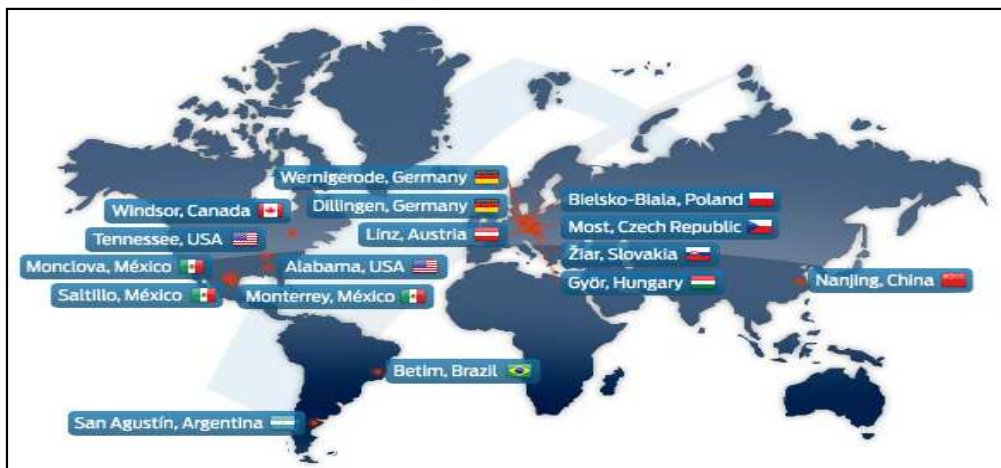 Wernigerode, Germany
Dillingen, Germany
Linz, Austria
Windsor, Canada
Tennessee, USA
Monclova, México
Saltillo, México
Alabama, USA
Monterrey, México
Bielsko-Biala, Poland
Most, Czech Republic
Žiar, Slovakia
Györ, Hungary
Nanjing, China
Betim, Brazil
San Agustín, Argentina